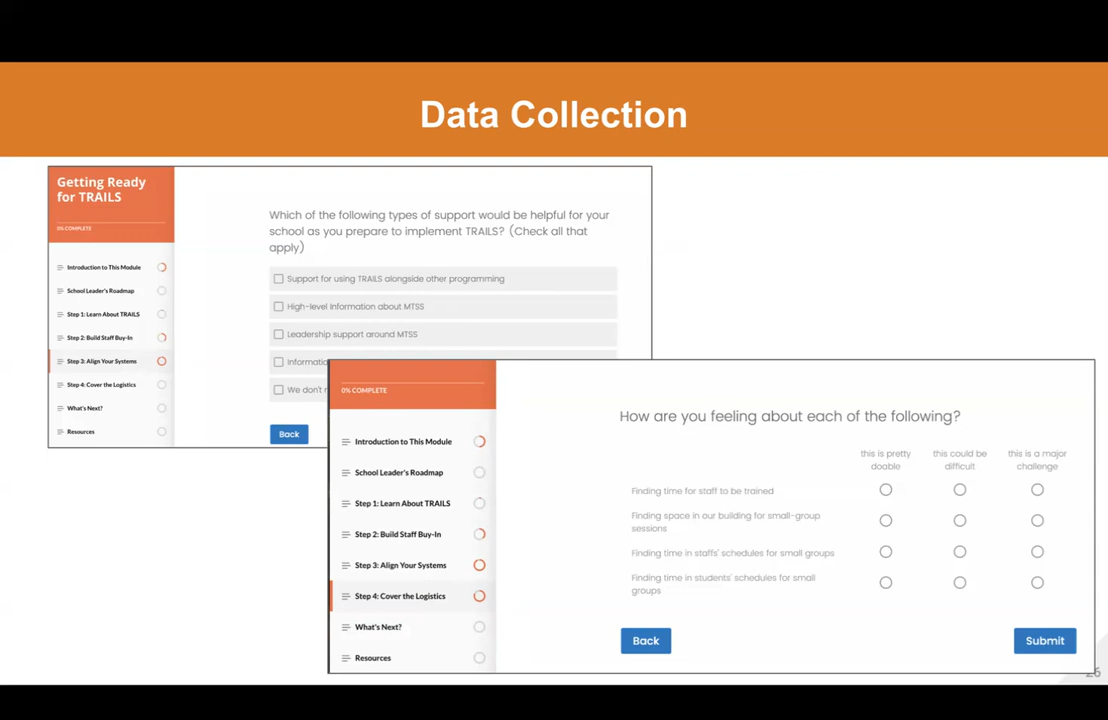 Data Collection
Getting Ready
for TRAILS
0% COMPLETE
Introduction to This Module
School Leader's Roadmap
Step 1: Learn About TRAILS
Step 2: Build Staff Buy-In
Step 3: Align Your Systems
Step 4: Cover the Logistics
What's Next?
Resources
Which of the following types of support would be helpful for your
school as you prepare to implement TRAILS? (Check all that
apply)
Support for using TRAILS alongside other programming
High-level information about MTSS
Leadership support around MTSS
We don't
Back
0% COMPLETE
Introduction to This Module
School Leader's Roadmap
Step 1: Learn About TRAILS
Step 2: Build Staff Buy-In
Step 3: Align Your Systems
Step 4: Cover the Logistics
What's Next?
Resources
How are you feeling about each of the following?
this is pretty
doable
this could be
difficult
this is a major
challenge
Finding time for staff to be trained
Finding space in our building for small-group
sessions
Finding time in staffs' schedules for small groups
Finding time in students' schedules for small
groups
Back
Submit
26